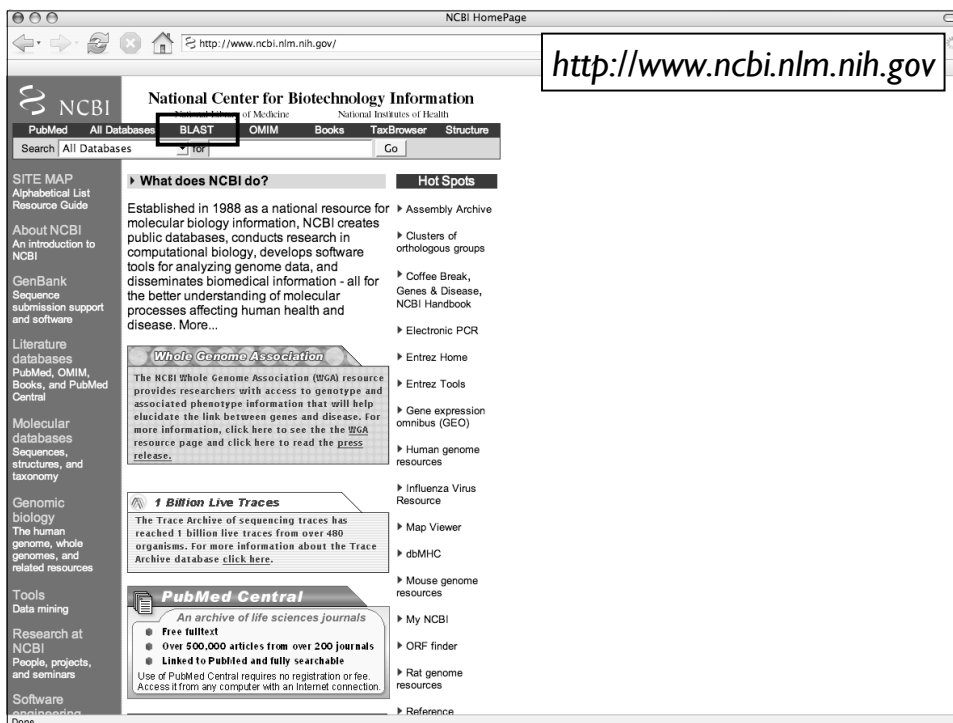 NCBI HomePage
http://www.ncbi.nlm.nih.gov/
http://www.ncbi.nlm.nih.gov
NCBI
National Center for Biotechnology Information
National Library of Medicine National Institutes of Health
PubMed All Databases BLAST OMIM Books TaxBrowser Structure
Search All Databases for Go
SITE MAP
Alphabetical List
Resource Guide
About NCBI
An introduction to
NCBI
GenBank
Sequence
submission support
and software
Literature
databases
PubMed, OMIM,
Books, and PubMed
Central
Molecular
databases
Sequences,
structures, and
taxonomy
Genomic
biology
The human
genome, whole
genomes, and
related resources
Tools
Data mining
Research at
NCBI
People, projects,
and seminars
Software
engineering
What does NCBI do?
Established in 1988 as a national resource for
molecular biology information, NCBI creates
public databases, conducts research in
computational biology, develops software
tools for analyzing genome data, and
disseminates biomedical information - all for
the better understanding of molecular
processes affecting human health and
disease. More...
Whole Genome Association
The NCBI Whole Genome Association (WGA) resource
provides researchers with access to genotype and
associated phenotype information that will help
elucidate the link between genes and disease. For
more information, click here to see the the WGA
resource page and click here to read the press
release.
1 Billion Live Traces
The Trace Archive of sequencing traces has
reached 1 billion live traces from over 480
organisms. For more information about the Trace
Archive database click here.
PubMed Central
An archive of life sciences journals
Free fulltext
Over 500,000 articles from over 200 journals
Linked to PubMed and fully searchable
Use of PubMed Central requires no registration or fee.
Access it from any computer with an Internet connection.
Hot Spots
Assembly Archive
Clusters of
orthologous groups
Coffee Break,
Genes & Disease,
NCBI Handbook
Electronic PCR
Entrez Home
Entrez Tools
Gene expression
omnibus (GEO)
Human genome
resources
Influenza Virus
Resource
Map Viewer
dbMHC
Mouse genome
resources
My NCBI
ORF finder
Rat genome
resources
Reference
Done